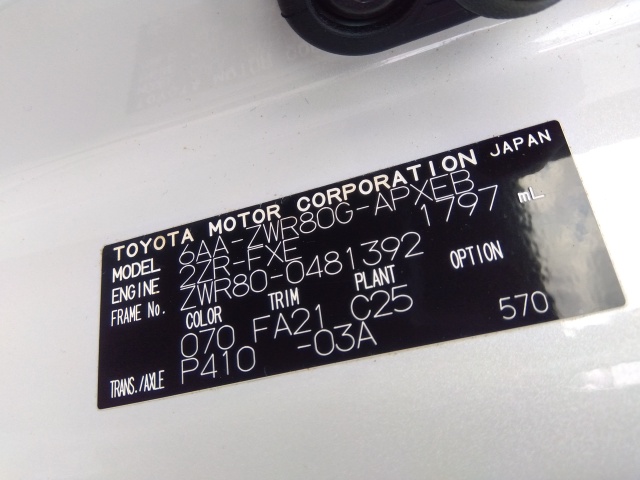 TOYOTA MOTOR CORPORATION JAPAN
MODEL 6AA-ZWR80G-APXEB
ENGINE 2ZR-FXE 1797 mL
FRAME No. ZWR80-0481392
COLOR TRIM PLANT OPTION
070 FA21 C25 570
TRANS./AXLE P410 -03A